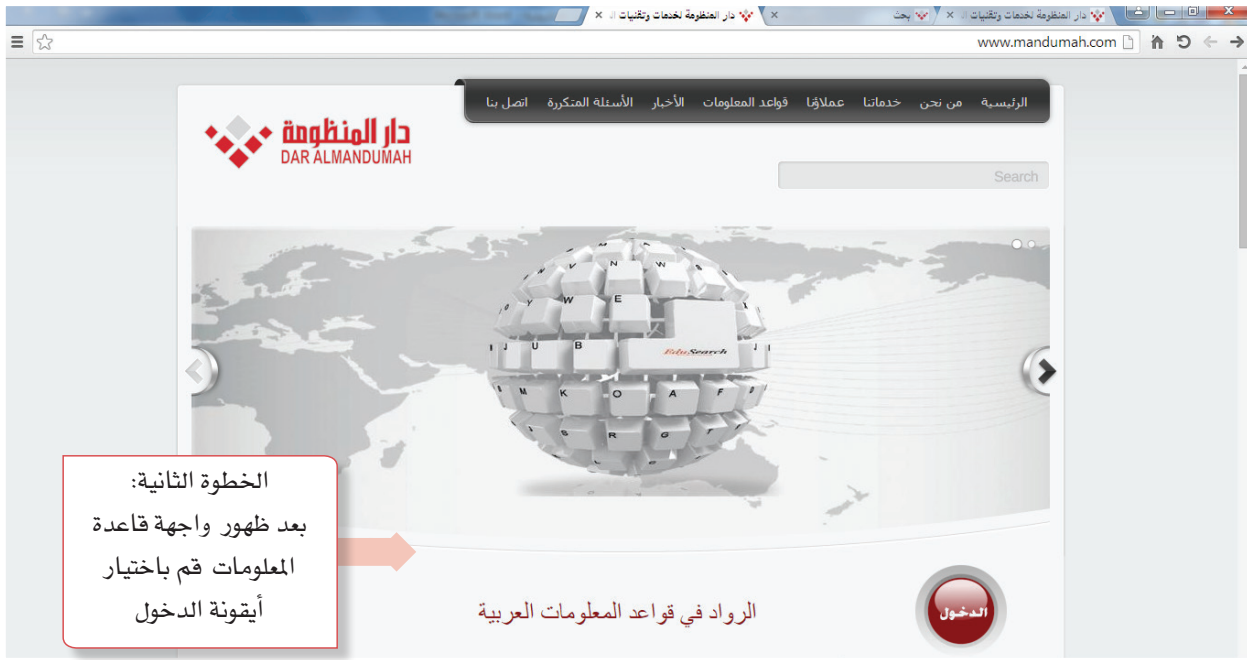 دار المنظومة لخدمات وتقنيات ال
بحث
دار المنظومة لخدمات وتقنيات ال
www.mandumah.com
الرئيسية من نحن خدماتنا عملاؤنا قواعد المعلومات الأخبار الأسئلة المتكررة اتصل بنا
دار المنظومة
DAR ALMANDUMAH
Search
N W
Y W E
U B EduSearch
M K O A F
S R G
الخطوة الثانية:
بعد ظهور واجهة قاعدة
المعلومات قم باختيار
أيقونة الدخول
الدخول
الرواد في قواعد المعلومات العربية